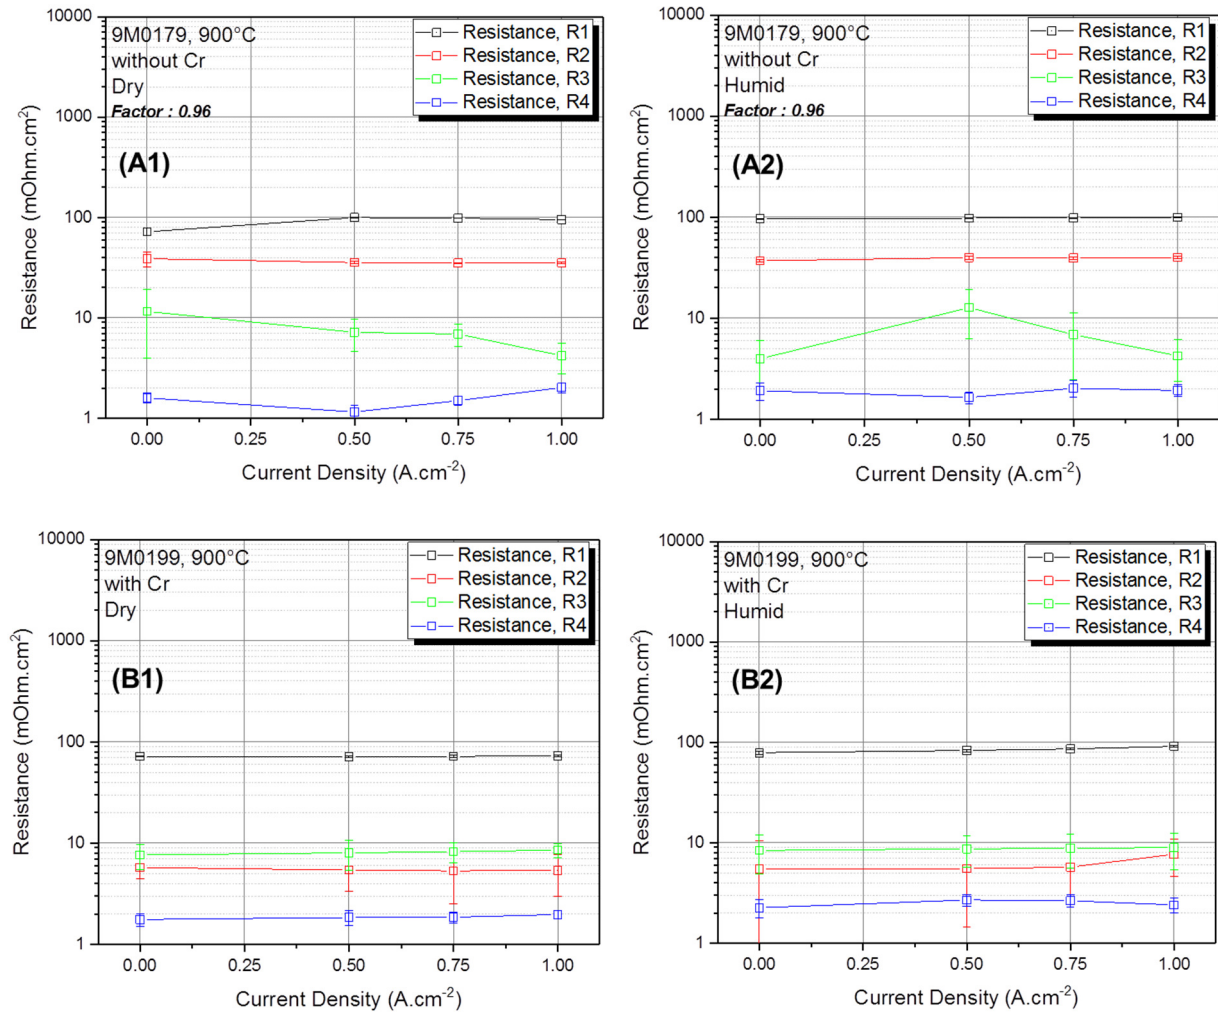 9M0179, 900°C
without Cr
Dry
Factor : 0.96
Resistance, R1
Resistance, R2
Resistance, R3
Resistance, R4
(A1)
10000
1000
100
10
1
Resistance (mOhm.cm²)
0.00 0.25 0.50 0.75 1.00
Current Density (A.cm⁻²)
9M0179, 900°C
without Cr
Humid
Factor : 0.96
Resistance, R1
Resistance, R2
Resistance, R3
Resistance, R4
(A2)
10000
1000
100
10
1
Resistance (mOhm.cm²)
0.00 0.25 0.50 0.75 1.00
Current Density (A.cm⁻²)
9M0199, 900°C
with Cr
Dry
Resistance, R1
Resistance, R2
Resistance, R3
Resistance, R4
(B1)
10000
1000
100
10
1
Resistance (mOhm.cm²)
0.00 0.25 0.50 0.75 1.00
Current Density (A.cm⁻²)
9M0199, 900°C
with Cr
Humid
Resistance, R1
Resistance, R2
Resistance, R3
Resistance, R4
(B2)
10000
1000
100
10
1
Resistance (mOhm.cm²)
0.00 0.25 0.50 0.75 1.00
Current Density (A.cm⁻²)